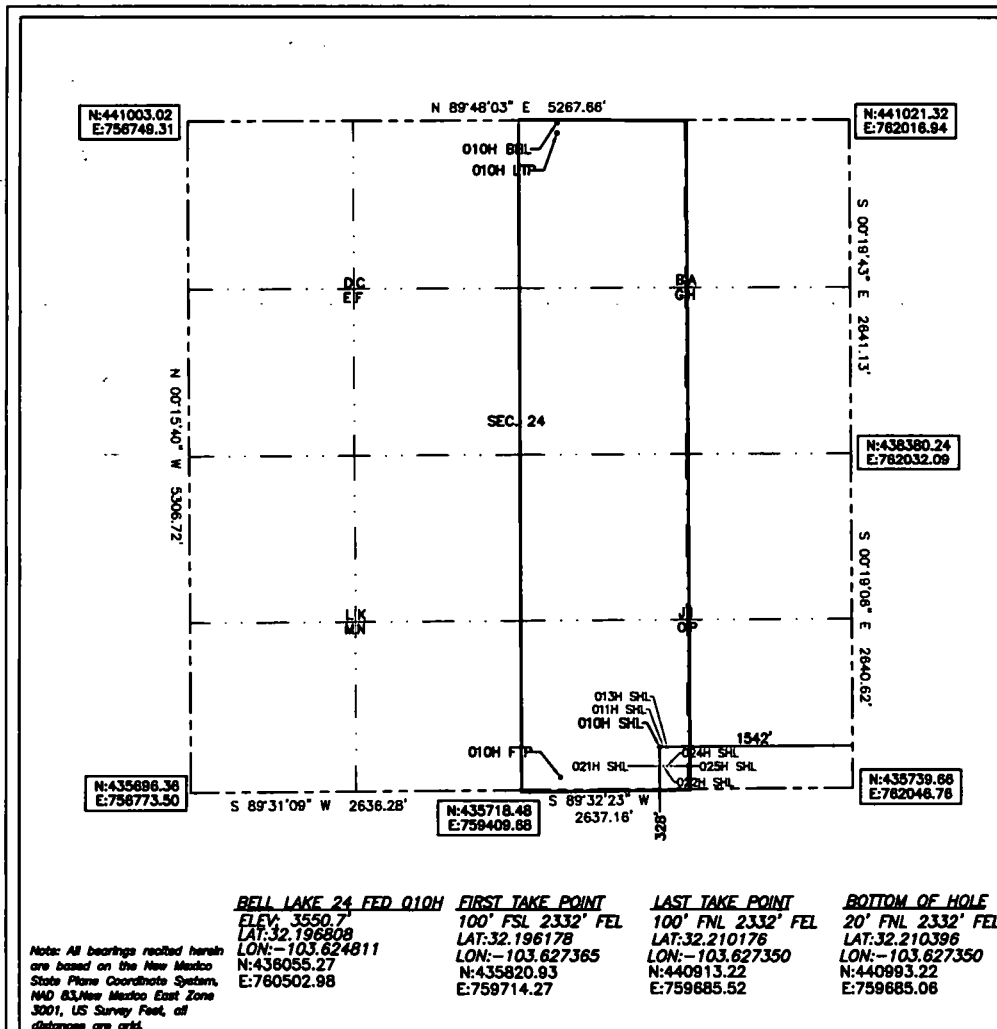 N 89°48'03" E 5267.66'
N:441003.02
E:756749.31
N:441021.32
E:762016.94
010H BHL
010H LTP
S 00°19'43" E 2641.13'
D C
E F
B A
G H
N 00°15'40" W 5306.72'
SEC. 24
N:438380.24
E:762032.09
S 00°19'08" E 2640.62'
L K
M N
J I
O P
013H SHL
011H SHL
010H SHL
1542'
024H SHL
010H FTP
021H SHL
025H SHL
022H SHL
N:435696.36
E:756773.50
N:435739.66
E:762046.76
S 89°31'09" W 2636.28'
N:435718.48
E:759409.68
S 89°32'23" W
2637.16'
328'
BELL LAKE 24 FED 010H
ELEV: 3550.7'
LAT:32.196808
LON:-103.624811
N:436055.27
E:760502.98
FIRST TAKE POINT
100' FSL 2332' FEL
LAT:32.196178
LON:-103.627365
N:435820.93
E:759714.27
LAST TAKE POINT
100' FNL 2332' FEL
LAT:32.210176
LON:-103.627350
N:440913.22
E:759685.52
BOTTOM OF HOLE
20' FNL 2332' FEL
LAT:32.210396
LON:-103.627350
N:440993.22
E:759685.06
Note: All bearings recited herein
are based on the New Mexico
State Plane Coordinate System,
NAD 83,New Mexico East Zone
3001, US Survey Feet, all
distances are grid.